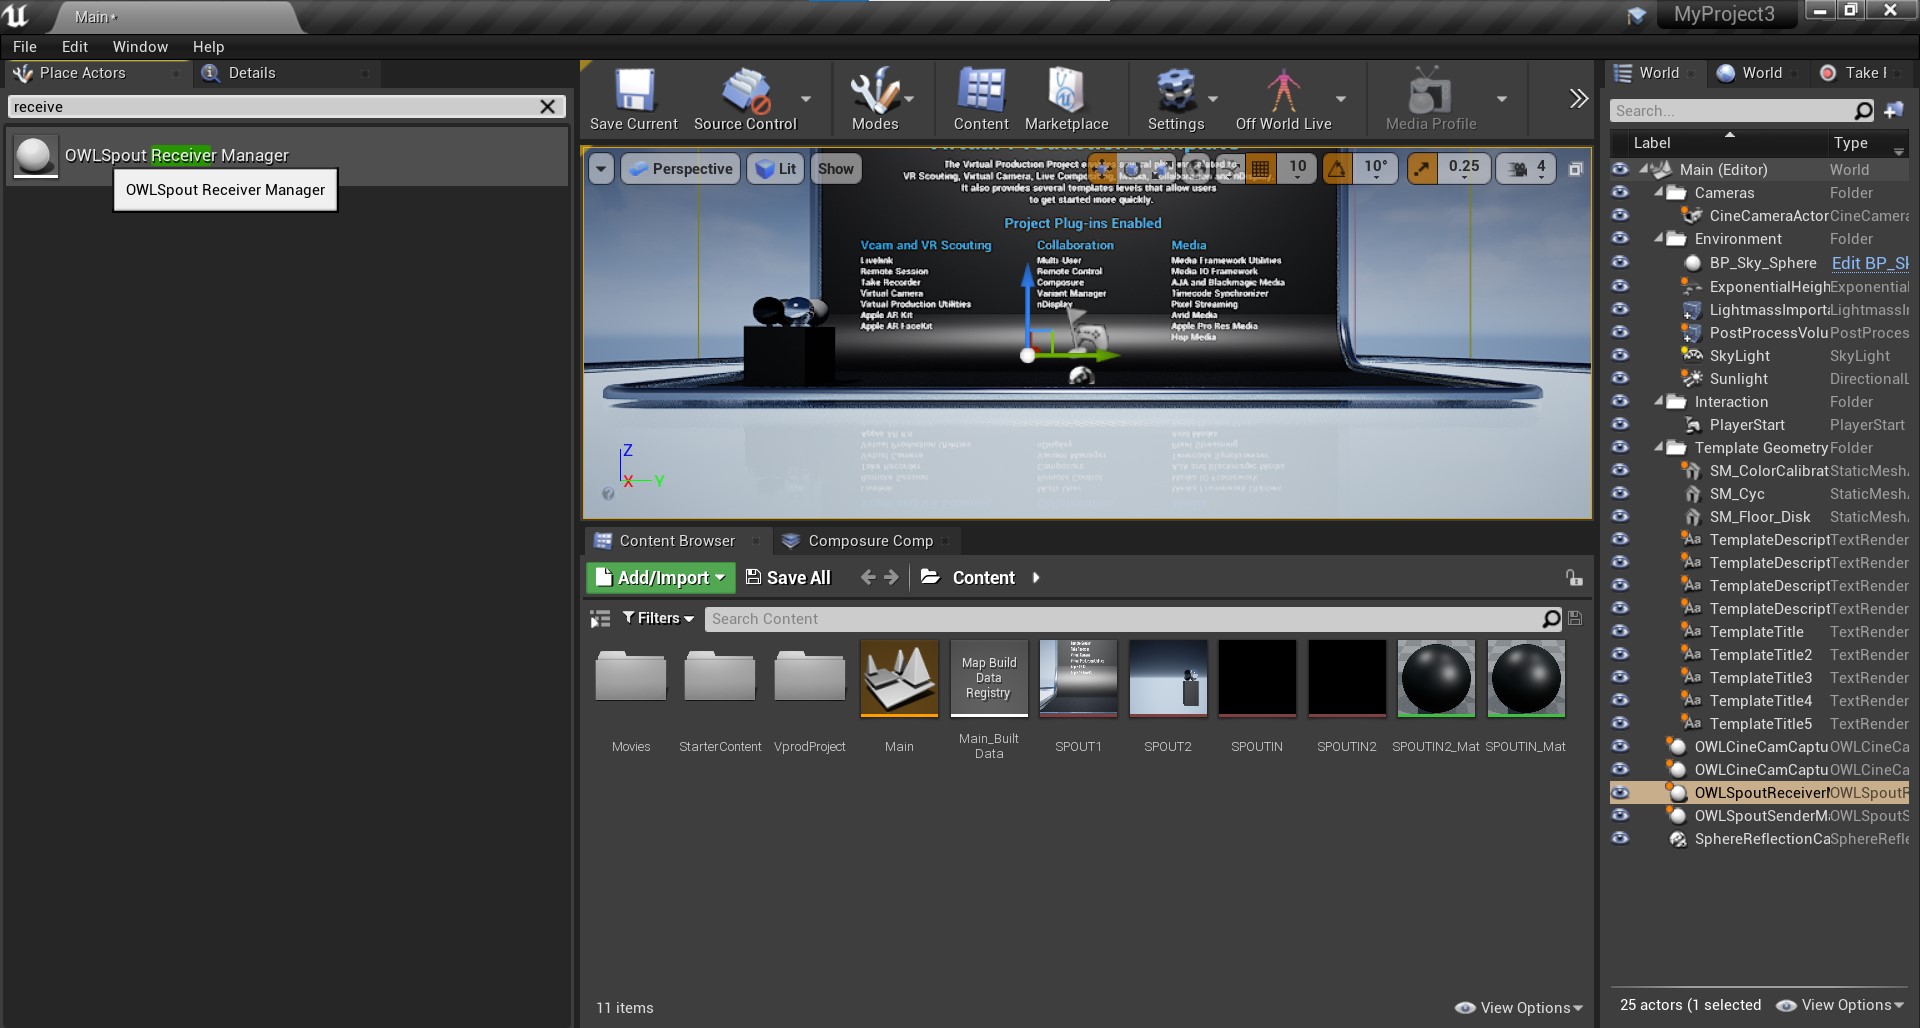 Main*
MyProject3
File Edit Window Help
Place Actors
Details
receive
OWLSpout Receiver Manager
OWLSpout Receiver Manager
Save Current
Source Control
Modes
Content
Marketplace
Settings
Off World Live
Media Profile
Perspective
Lit
Show
10
10°
0.25
4
The Virtual Production Project
VR Scouting, Virtual Camera, Live
It also provides several templates levels that allow users
to get started more quickly.
Project Plug-ins Enabled
Vcam and VR Scouting
Livelink
Remote Session
Take Recorder
Virtual Camera
Virtual Production Utilities
Apple AR Kit
Apple AR FaceKit
Collaboration
Multi-User
Remote Control
Composure
Variant Manager
nDisplay
Media
Media Framework Utilities
Media IO Framework
AJA and Blackmagic Media
Timecode Synchronizer
Pixel Streaming
Avid Media
Apple Pro Res Media
Hap Media
Z
X
Y
Content Browser
Composure Comp
Add/Import
Save All
Content
Filters
Search Content
Map Build
Data
Registry
Movies
StarterContent
VprodProject
Main
Main_Built
Data
SPOUT1
SPOUT2
SPOUTIN
SPOUTIN2
SPOUTIN2_Mat
SPOUTIN_Mat
11 items
View Options
World
World
Take
Search...
Label Type
Main (Editor) World
Cameras Folder
CineCameraActor CineCamera
Environment Folder
BP_Sky_Sphere Edit BP_Sk
ExponentialHeigh Exponential
LightmassImporta LightmassI
PostProcessVolu PostProces
SkyLight SkyLight
Sunlight DirectionalL
Interaction Folder
PlayerStart PlayerStart
Template Geometry Folder
SM_ColorCalibrat StaticMesh
SM_Cyc StaticMesh
SM_Floor_Disk StaticMesh
TemplateDescript TextRender
TemplateDescript TextRender
TemplateDescript TextRender
TemplateDescript TextRender
TemplateTitle TextRender
TemplateTitle2 TextRender
TemplateTitle3 TextRender
TemplateTitle4 TextRender
TemplateTitle5 TextRender
OWLCineCamCaptu OWLCineCa
OWLCineCamCaptu OWLCineCa
OWLSpoutReceiver OWLSpoutR
OWLSpoutSenderM OWLSpoutS
SphereReflectionCa SphereRefle
25 actors (1 selected
View Options